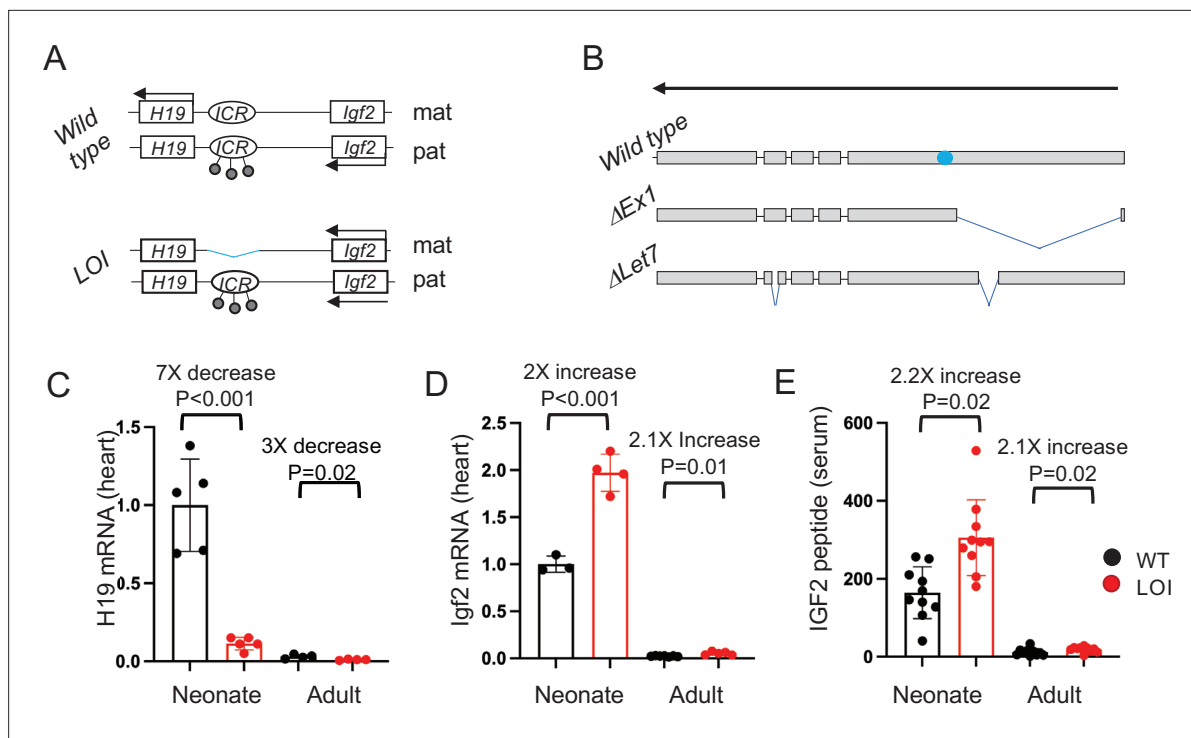 A
H19
ICR
Igf2
mat
Wild type
H19
ICR
Igf2
pat
LOI
H19
Igf2
mat
H19
ICR
Igf2
pat
B
Wild type
ΔEx1
ΔLet7
C
7X decrease
P<0.001
3X decrease
P=0.02
H19 mRNA (heart)
1.5
1.0
0.5
0.0
Neonate
Adult
D
2X increase
P<0.001
2.1X Increase
P=0.01
Igf2 mRNA (heart)
2.5
2.0
1.5
1.0
0.5
0.0
Neonate
Adult
E
2.2X increase
P=0.02
2.1X increase
P=0.02
IGF2 peptide (serum)
600
400
200
0
Neonate
Adult
WT
LOI